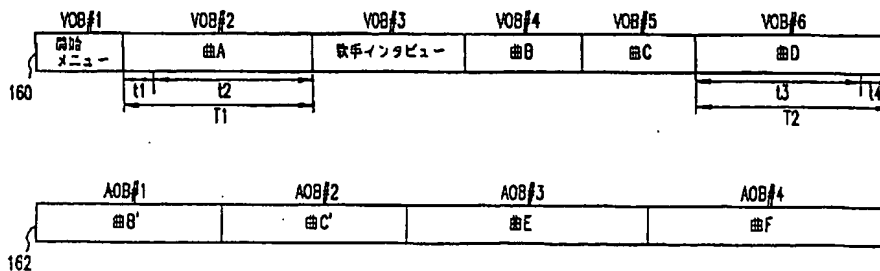 VOB#1 VOB#2 VOB#3 VOB#4 VOB#5 VOB#6
開始
メニュー
曲A 歌手インタビュー 曲B 曲C 曲D
160
t1 t2 t3 t4
T1 T2
AOB#1 AOB#2 AOB#3 AOB#4
曲B' 曲C' 曲E 曲F
162